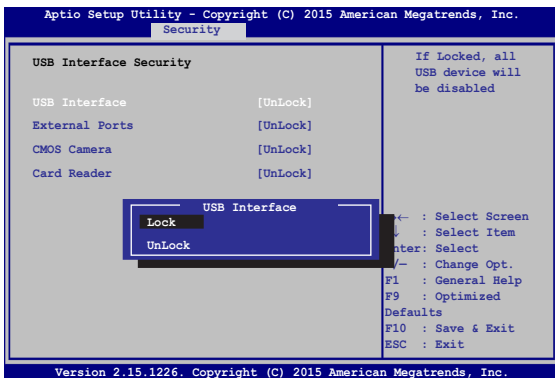 Aptio Setup Utility - Copyright (C) 2015 American Megatrends, Inc.
Security
USB Interface Security
USB Interface [UnLock]
External Ports [UnLock]
CMOS Camera [UnLock]
Card Reader [UnLock]
USB Interface
Lock
UnLock
If Locked, all
USB device will
be disabled
→← : Select Screen
↓ : Select Item
nter: Select
/— : Change Opt.
F1 : General Help
F9 : Optimized
Defaults
F10 : Save & Exit
ESC : Exit
Version 2.15.1226. Copyright (C) 2015 American Megatrends, Inc.